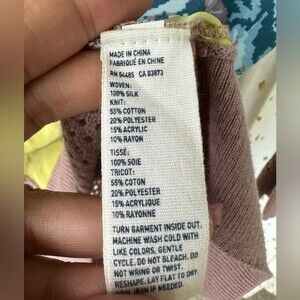 MADE IN CHINA
FABRIQUÉ EN CHINE
RN 54485 CA 03873
WOVEN:
100% SILK
KNIT:
55% COTTON
20% POLYESTER
15% ACRYLIC
10% RAYON
TISSÉ:
100% SOIE
TRICOT:
55% COTON
20% POLYESTER
15% ACRYLIQUE
10% RAYONNE
TURN GARMENT INSIDE OUT.
MACHINE WASH COLD WITH
LIKE COLORS, GENTLE
CYCLE. DO NOT BLEACH. DO
NOT WRING OR TWIST.
RESHAPE. LAY FLAT TO DRY.
IRON IF NEEDED.